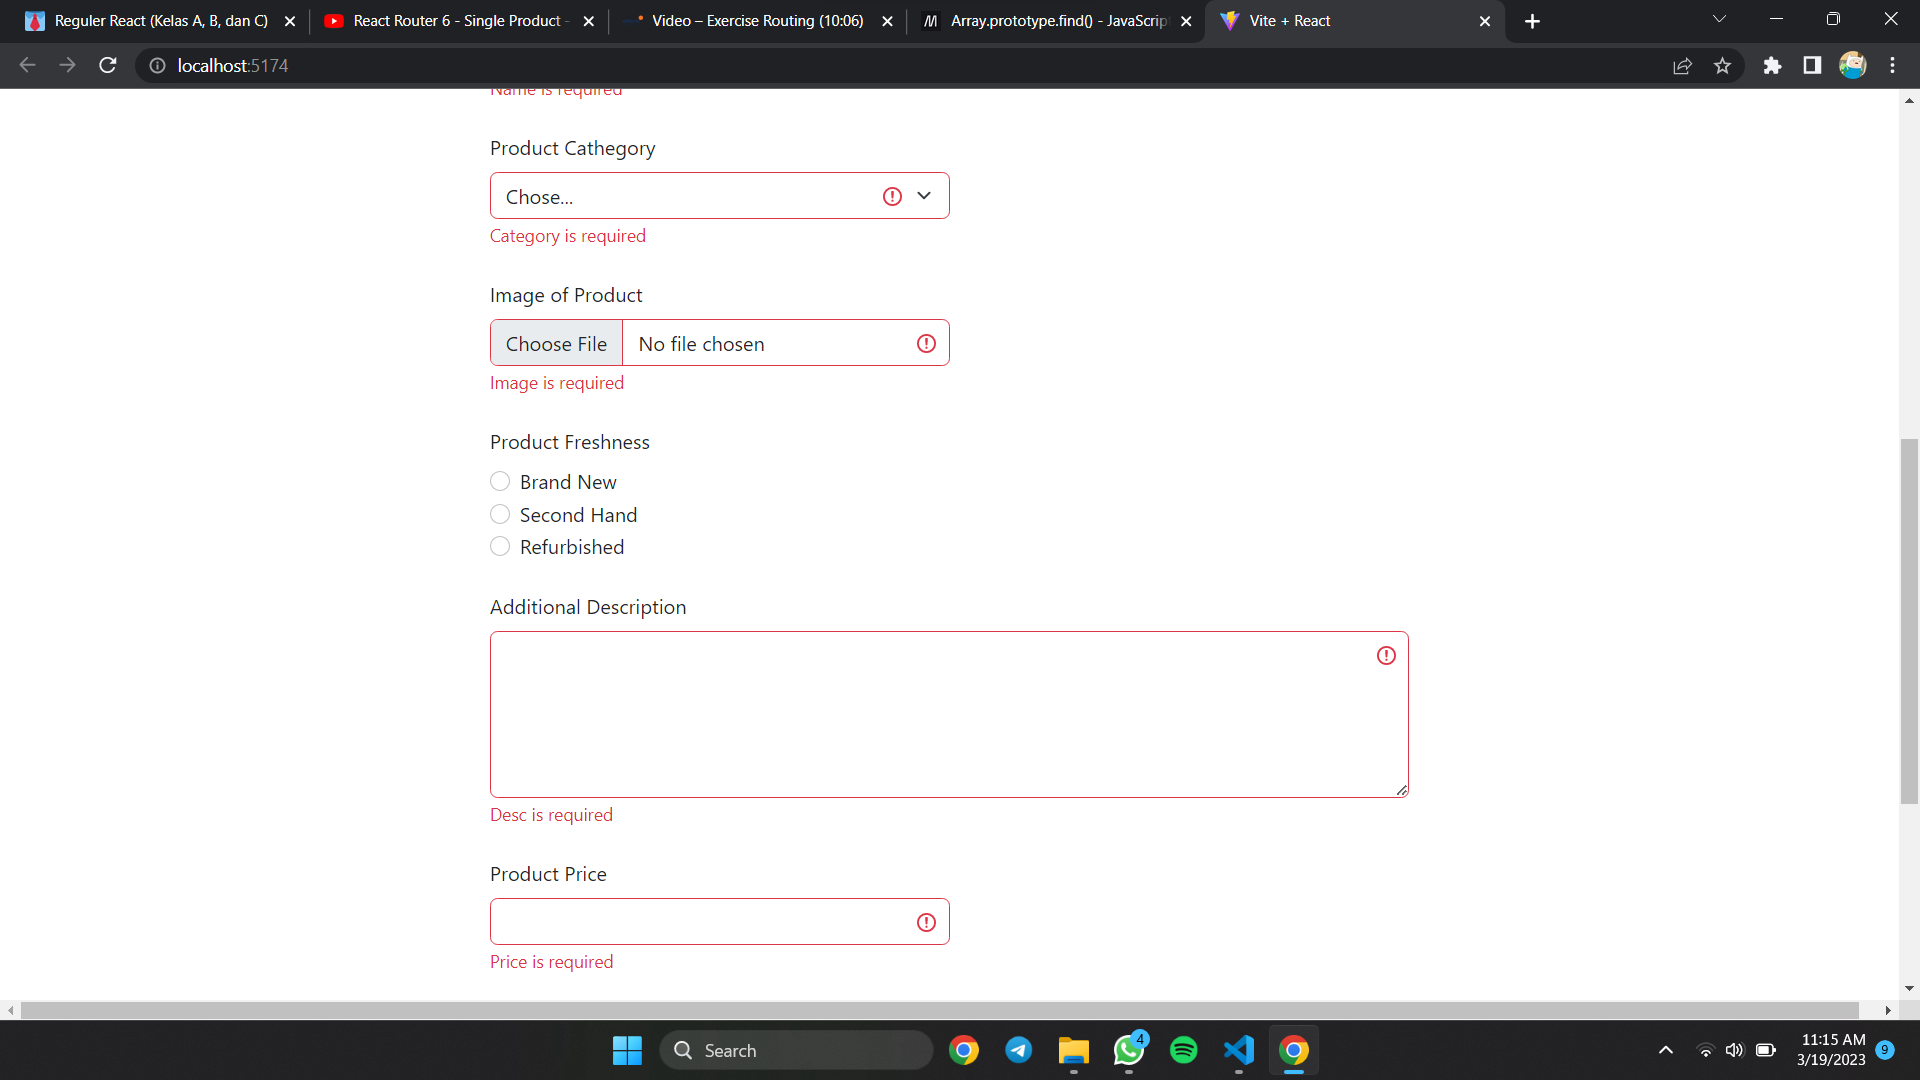 Reguler React (Kelas A, B, dan C)
React Router 6 - Single Product -
Video – Exercise Routing (10:06)
Array.prototype.find() - JavaScrip
Vite + React
localhost:5174
Name is required
Product Cathegory
Chose...
Category is required
Image of Product
Choose File
No file chosen
Image is required
Product Freshness
Brand New
Second Hand
Refurbished
Additional Description
Desc is required
Product Price
Price is required
Search
4
11:15 AM
3/19/2023
9